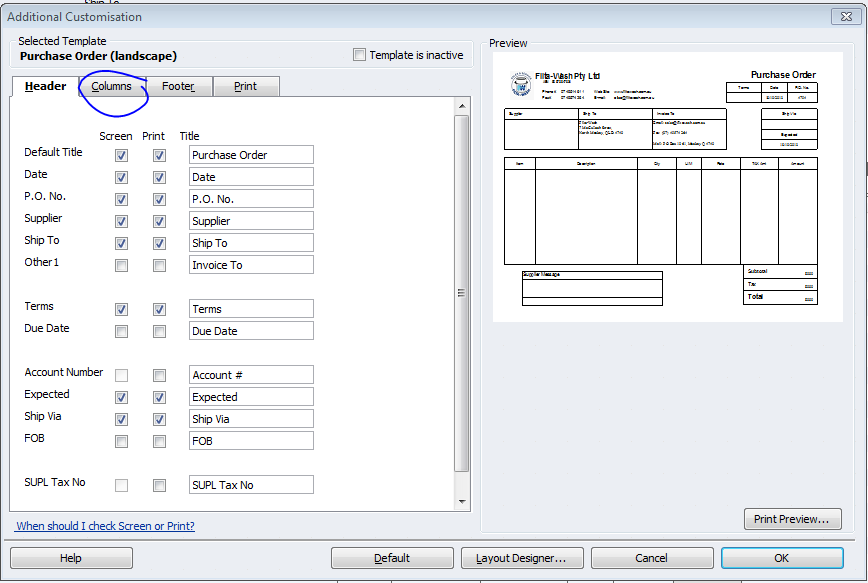 Ship To
Additional Customisation
Selected Template
Purchase Order (landscape)
Template is inactive
Header Columns Footer Print
Screen Print Title
Default Title Purchase Order
Date Date
P.O. No. P.O. No.
Supplier Supplier
Ship To Ship To
Other1 Invoice To
Terms Terms
Due Date Due Date
Account Number Account #
Expected Expected
Ship Via Ship Via
FOB FOB
SUPL Tax No SUPL Tax No
When should I check Screen or Print?
Preview
Pty Ltd
Purchase Order
Terms Date P.O. No.
Supplier Ship To Invoice To
Ship Via
Expected
Item Description Qty U/M Rate Amount
Supplier Message
Subtotal
Tax
Total
Print Preview...
Help Default Layout Designer... Cancel OK